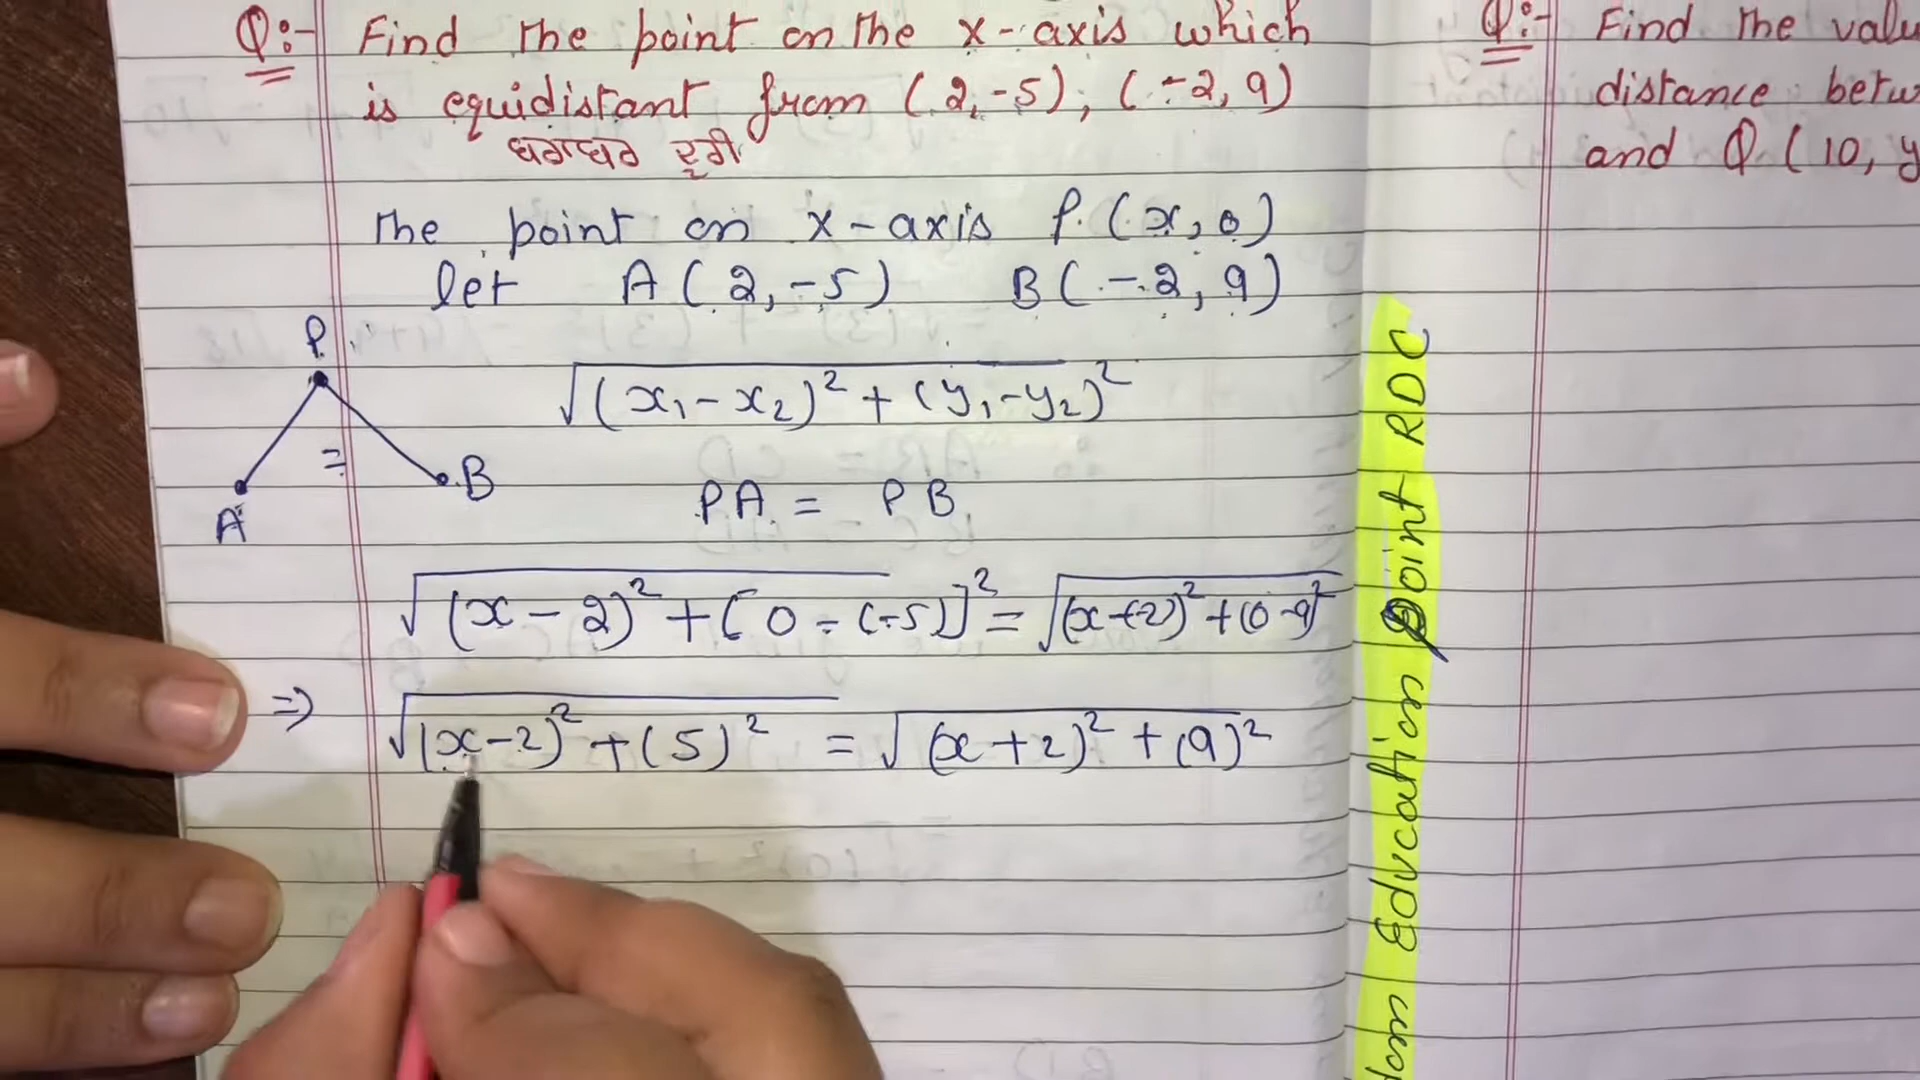 Q:- Find the point on the x-axis which
is equidistant from (2,-5), (-2, 9)
ਬਰਾਬਰ ਦੂਰੀ
The point on x-axis P (x, 0)
let A (2, -5) B (-2, 9)
P
A
=
B
√(x₁-x₂)² + (y₁-y₂)²
PA = PB
√(x-2)² + [0-(-5)]² = √(x+2)² + (0-9)²
⇒ √(x-2)² + (5)² = √(x+2)² + (9)²
Q:- Find the valu
distance betw
and Q (10, y
Education Point RDC